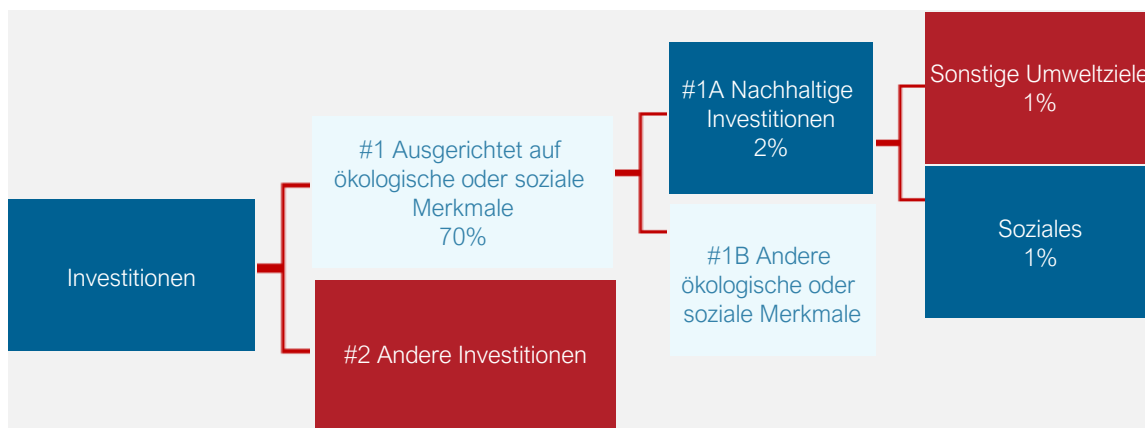 Investitionen
#1 Ausgerichtet auf
ökologische oder soziale
Merkmale
70%
#2 Andere Investitionen
#1A Nachhaltige
Investitionen
2%
#1B Andere
ökologische oder
soziale Merkmale
Sonstige Umweltziele
1%
Soziales
1%